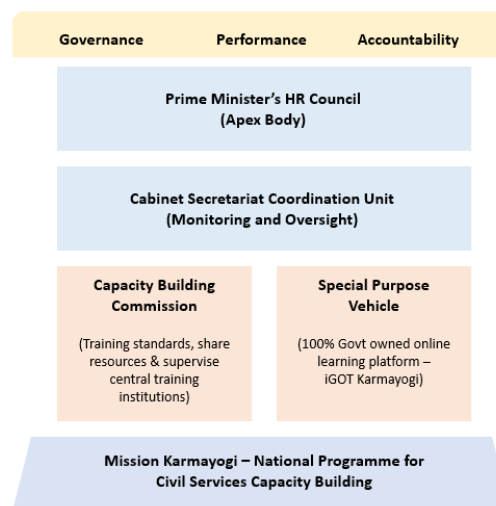 Governance Performance Accountability
Prime Minister’s HR Council
(Apex Body)
Cabinet Secretariat Coordination Unit
(Monitoring and Oversight)
Capacity Building
Commission
(Training standards, share
resources & supervise
central training
institutions)
Special Purpose
Vehicle
(100% Govt owned online
learning platform –
iGOT Karmayogi)
Mission Karmayogi – National Programme for
Civil Services Capacity Building